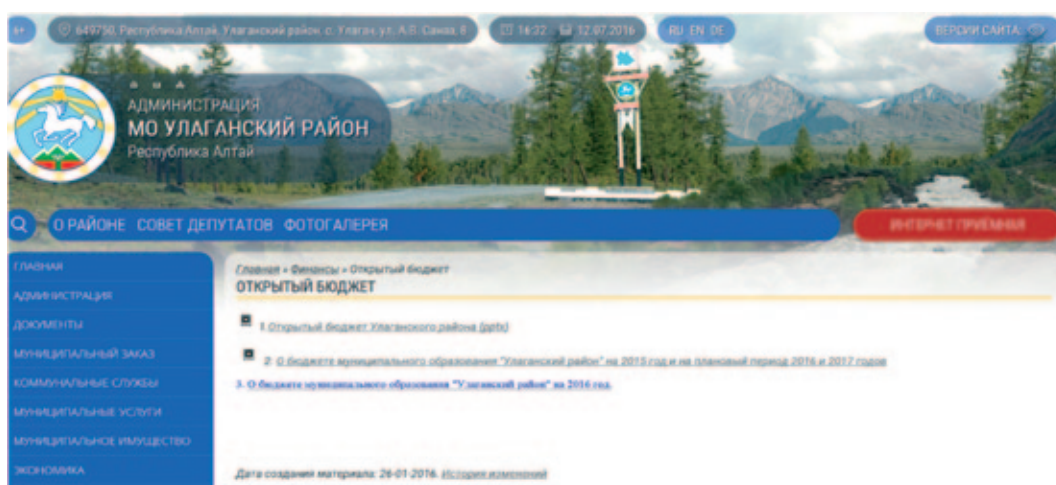 6+
649750, Республика Алтай, Улаганский район, с. Улаган, ул. А.В. Санаа, 8
16:22 12.07.2016
RU EN DE
ВЕРСИИ САЙТА:
АДМИНИСТРАЦИЯ
МО УЛАГАНСКИЙ РАЙОН
Республика Алтай
О РАЙОНЕ СОВЕТ ДЕПУТАТОВ ФОТОГАЛЕРЕЯ
ИНТЕРНЕТ ПРИЁМНАЯ
ГЛАВНАЯ
АДМИНИСТРАЦИЯ
ДОКУМЕНТЫ
МУНИЦИПАЛЬНЫЙ ЗАКАЗ
КОММУНАЛЬНЫЕ СЛУЖБЫ
МУНИЦИПАЛЬНЫЕ УСЛУГИ
МУНИЦИПАЛЬНОЕ ИМУЩЕСТВО
ЭКОНОМИКА
Главная » Финансы » Открытый бюджет
ОТКРЫТЫЙ БЮДЖЕТ
1. Открытый бюджет Улаганского района (pptx)
2. О бюджете муниципального образования "Улаганский район" на 2015 год и на плановый период 2016 и 2017 годов
3. О бюджете муниципального образования "Улаганский район" на 2016 год.
Дата создания материала: 26-01-2016. История изменений